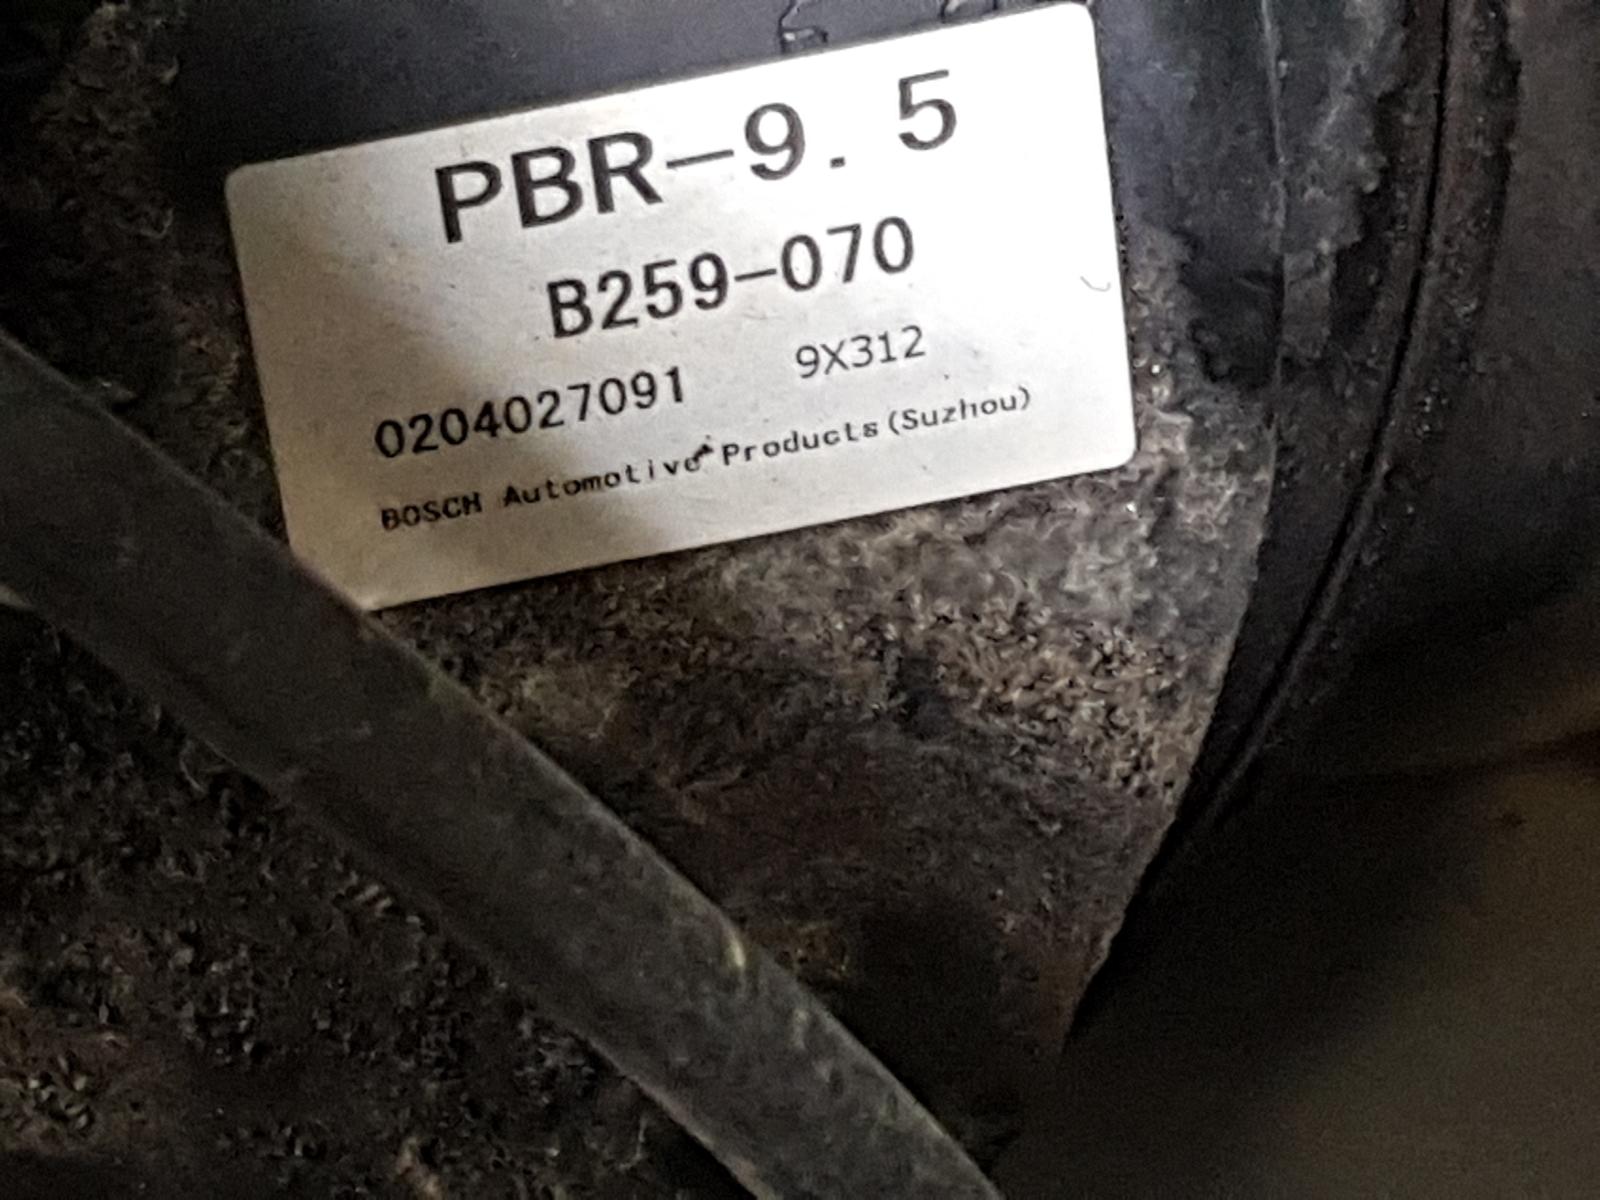 PBR-9.5
B259-070
0204027091 9X312
BOSCH Automotive Products(Suzhou)